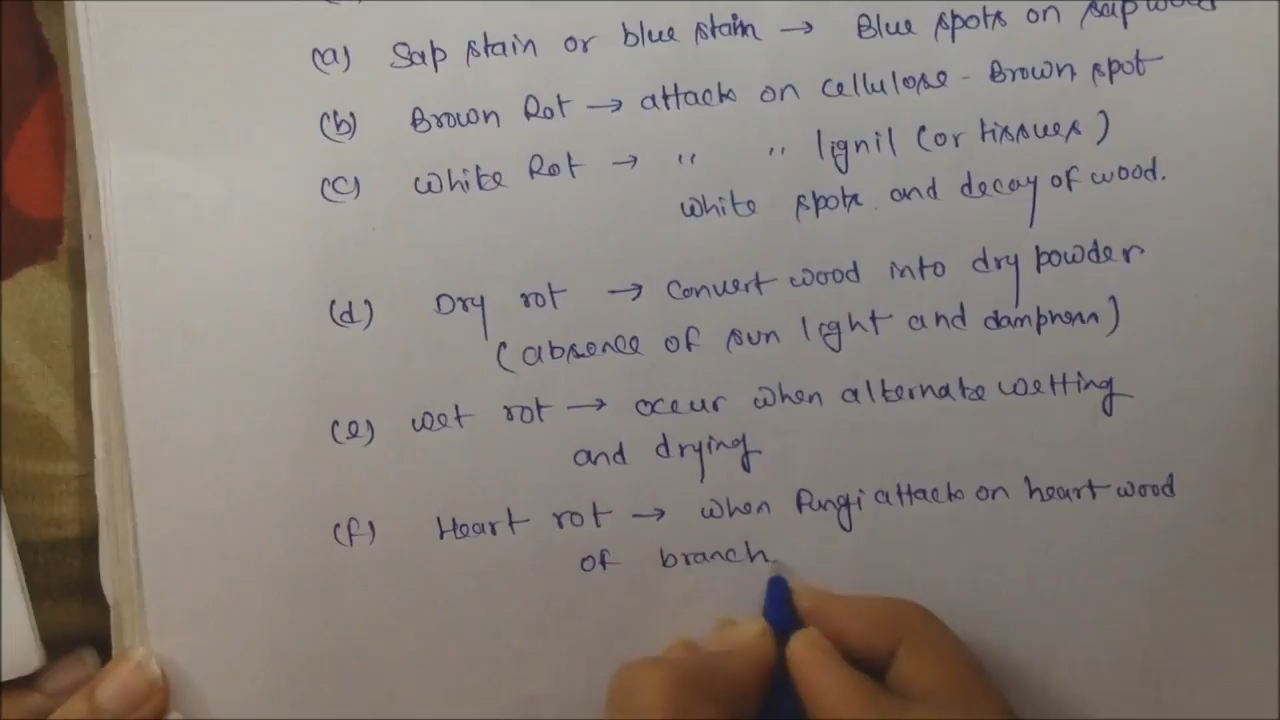 (a) Sap stain or blue stain → Blue spots on sapwood
(b) Brown Rot → attack on cellulose - Brown spot
(c) White Rot → " " lignil (or tissues)
white spots and decay of wood.
(d) Dry rot → Convert wood into dry powder
(absence of sun light and dampness)
(e) wet rot → occur when alternate wetting
and drying
(f) Heart rot → when fungi attack on heart wood
of branch.